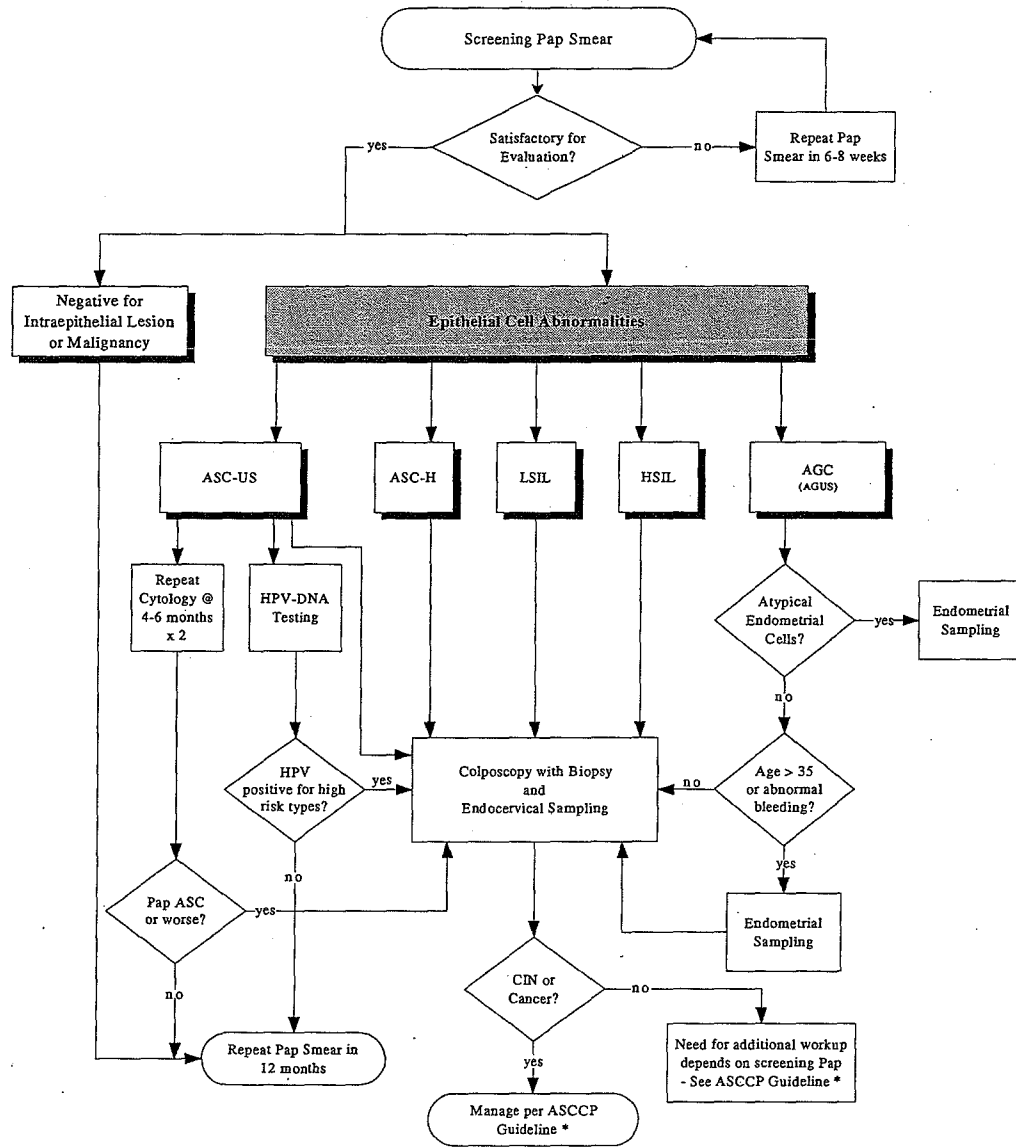 Screening Pap Smear
Satisfactory for
Evaluation?
yes
no
Repeat Pap
Smear in 6-8 weeks
Negative for
Intraepithelial Lesion
or Malignancy
Epithelial Cell Abnormalities
ASC-US
ASC-H
LSIL
HSIL
AGC
(AGUS)
Repeat
Cytology @
4-6 months
x 2
HPV-DNA
Testing
Atypical
Endometrial
Cells?
yes
Endometrial
Sampling
no
HPV
positive for high
risk types?
yes
Colposcopy with Biopsy
and
Endocervical Sampling
no
Age > 35
or abnormal
bleeding?
no
yes
Pap ASC
or worse?
yes
Endometrial
Sampling
no
CIN or
Cancer?
no
Repeat Pap Smear in
12 months
yes
Need for additional workup
depends on screening Pap
- See ASCCP Guideline *
Manage per ASCCP
Guideline *